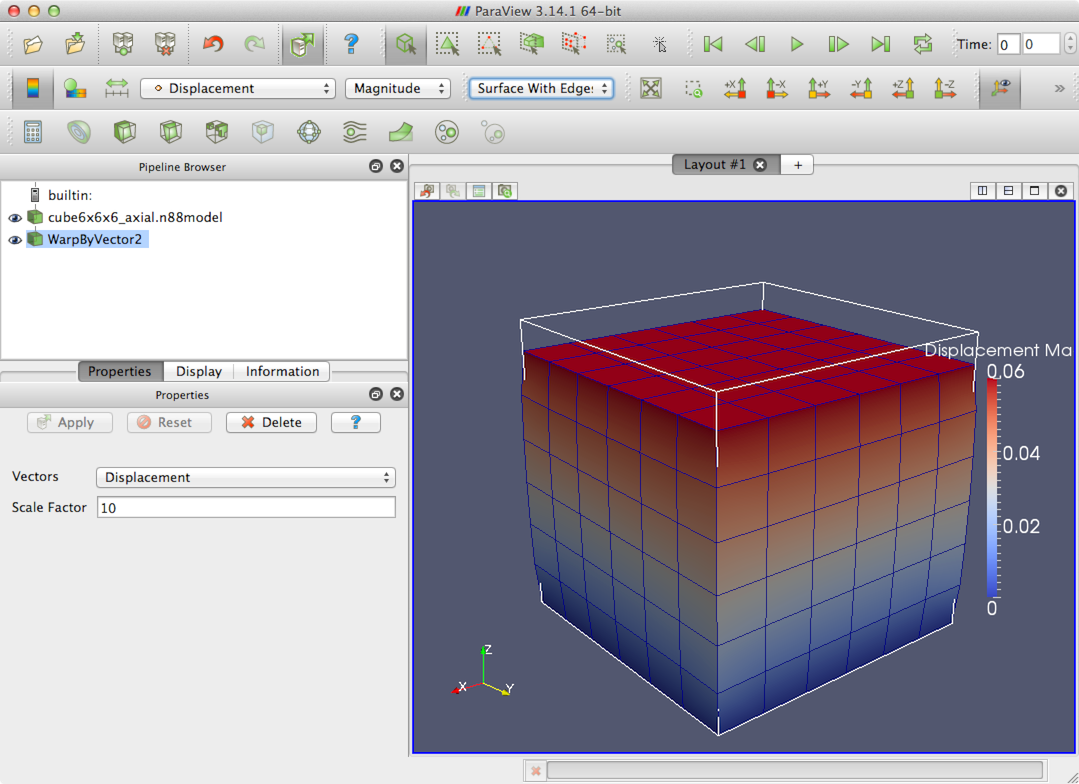 ParaView 3.14.1 64-bit
Time: 0 0
Displacement Magnitude Surface With Edge:
+X -X +Y -Y +Z -Z
Pipeline Browser
Layout #1 +
builtin:
cube6x6x6_axial.n88model
WarpByVector2
Properties Display Information
Properties
Apply Reset Delete ?
Vectors Displacement
Scale Factor 10
Displacement Ma
0.06
0.04
0.02
0
Z
X
Y